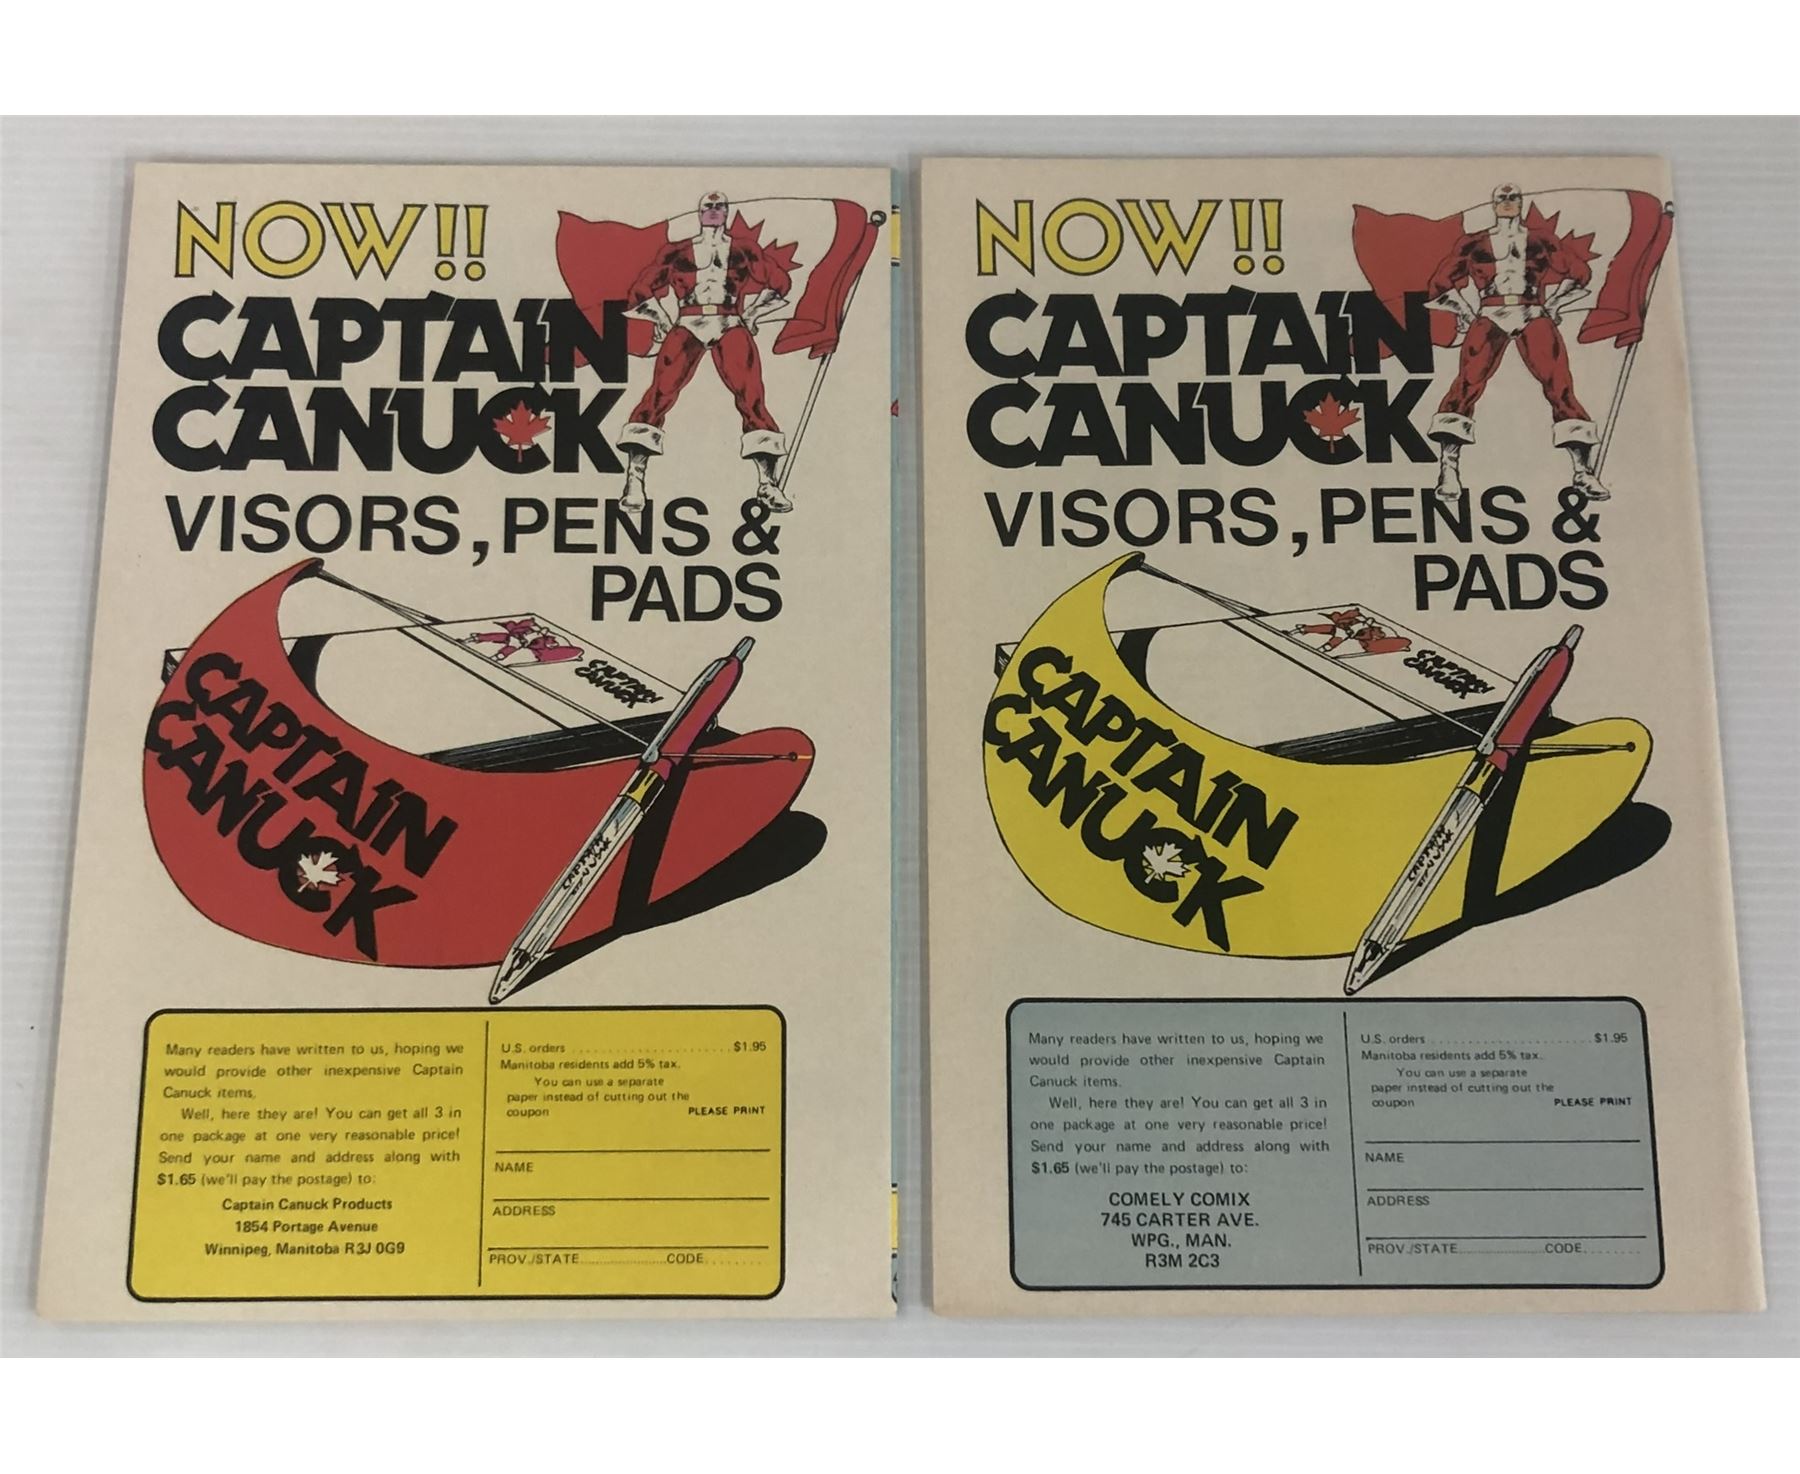 NOW!!
CAPTAIN
CANUCK
VISORS, PENS &
PADS
CAPTAIN
CANUCK
CAPTAIN
CANUCK
CAPTAIN
Many readers have written to us, hoping we
would provide other inexpensive Captain
Canuck items.
Well, here they are! You can get all 3 in
one package at one very reasonable price!
Send your name and address along with
$1.65 (we'll pay the postage) to:
Captain Canuck Products
1854 Portage Avenue
Winnipeg, Manitoba R3J 0G9
U.S. orders ........................ $1.95
Manitoba residents add 5% tax.
You can use a separate
paper instead of cutting out the
coupon PLEASE PRINT
NAME
ADDRESS
PROV./STATE.....................CODE........
NOW!!
CAPTAIN
CANUCK
VISORS, PENS &
PADS
CAPTAIN
CANUCK
CAPTAIN
CANUCK
CAPTAIN
Many readers have written to us, hoping we
would provide other inexpensive Captain
Canuck items.
Well, here they are! You can get all 3 in
one package at one very reasonable price!
Send your name and address along with
$1.65 (we'll pay the postage) to:
COMELY COMIX
745 CARTER AVE.
WPG., MAN.
R3M 2C3
U.S. orders ........................ $1.95
Manitoba residents add 5% tax.
You can use a separate
paper instead of cutting out the
coupon PLEASE PRINT
NAME
ADDRESS
PROV./STATE.....................CODE........